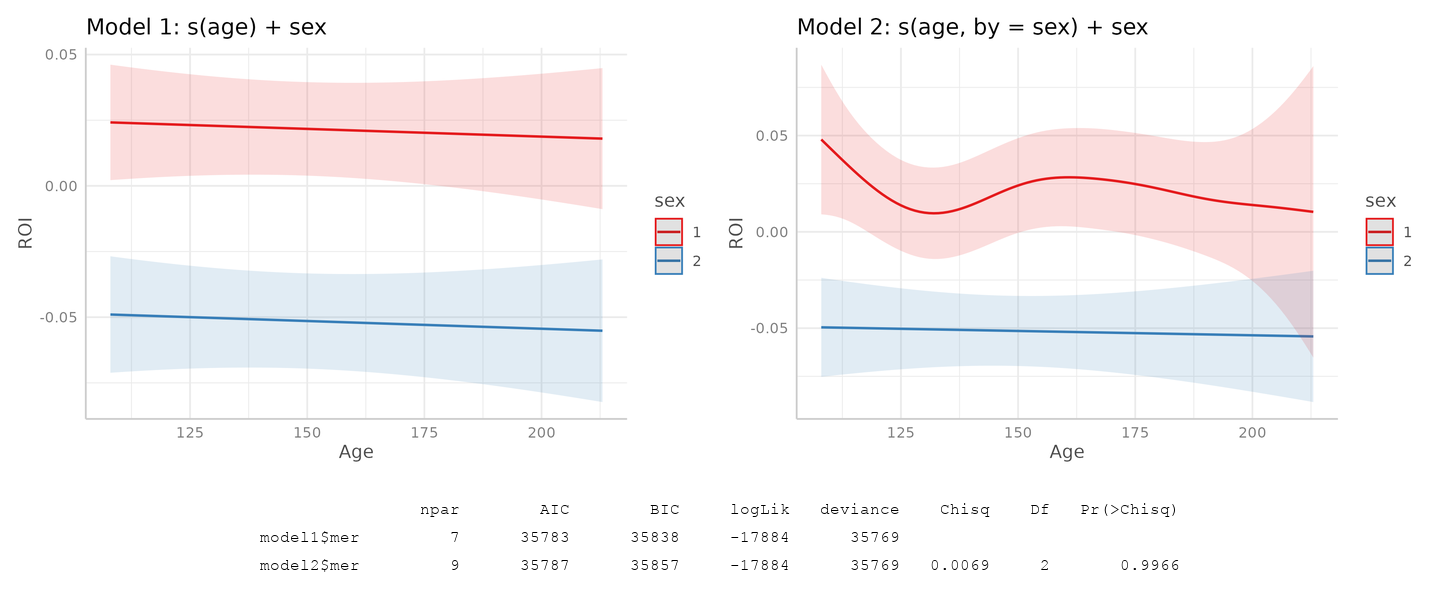 Model 1: s(age) + sex
0.05
0.00
-0.05
ROI
125 150 175 200
Age
sex
1
2
Model 2: s(age, by = sex) + sex
0.05
0.00
-0.05
ROI
125 150 175 200
Age
sex
1
2
npar AIC BIC logLik deviance Chisq Df Pr(>Chisq)
model1$mer 7 35783 35838 -17884 35769
model2$mer 9 35787 35857 -17884 35769 0.0069 2 0.9966